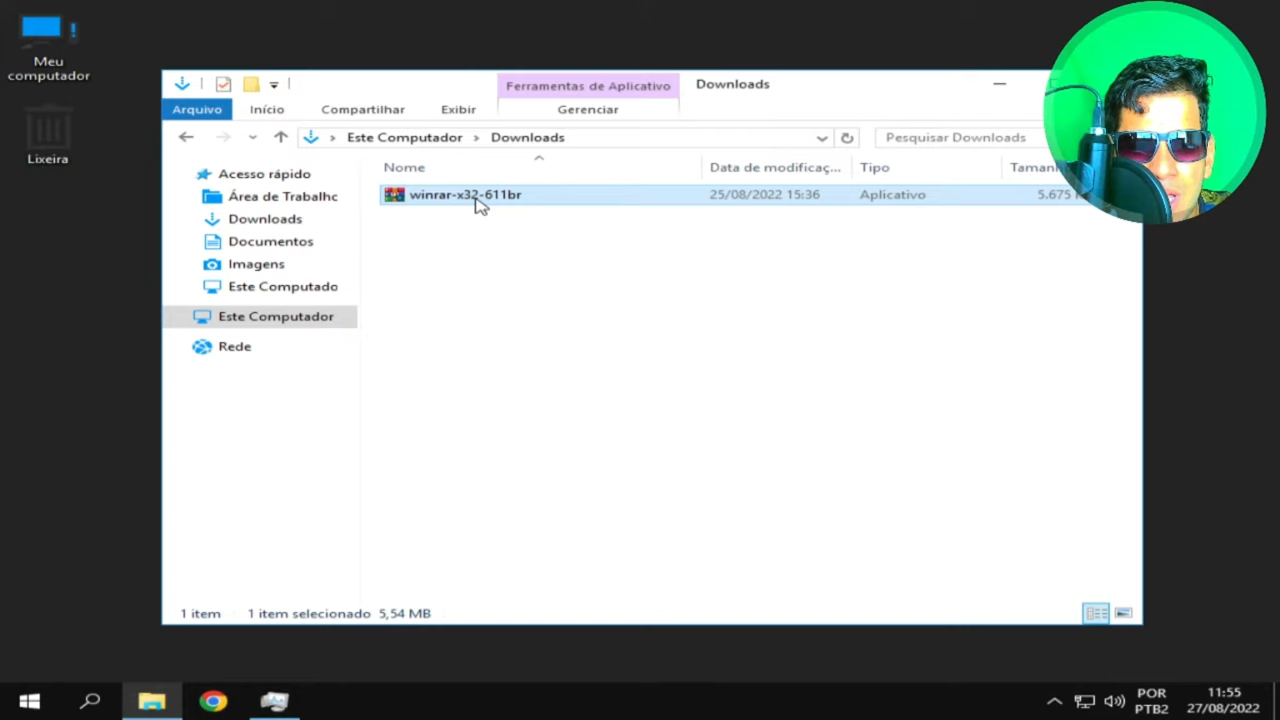 Meu
computador
Lixeira
Ferramentas de Aplicativo
Downloads
Arquivo
Início
Compartilhar
Exibir
Gerenciar
Este Computador
Downloads
Pesquisar Downloads
Nome
Data de modificaç...
Tipo
Taman
winrar-x32-611br
25/08/2022 15:36
Aplicativo
5.675
Acesso rápido
Área de Trabalhc
Downloads
Documentos
Imagens
Este Computado
Este Computador
Rede
1 item
1 item selecionado
5,54 MB
POR
PTB2
11:55
27/08/2022